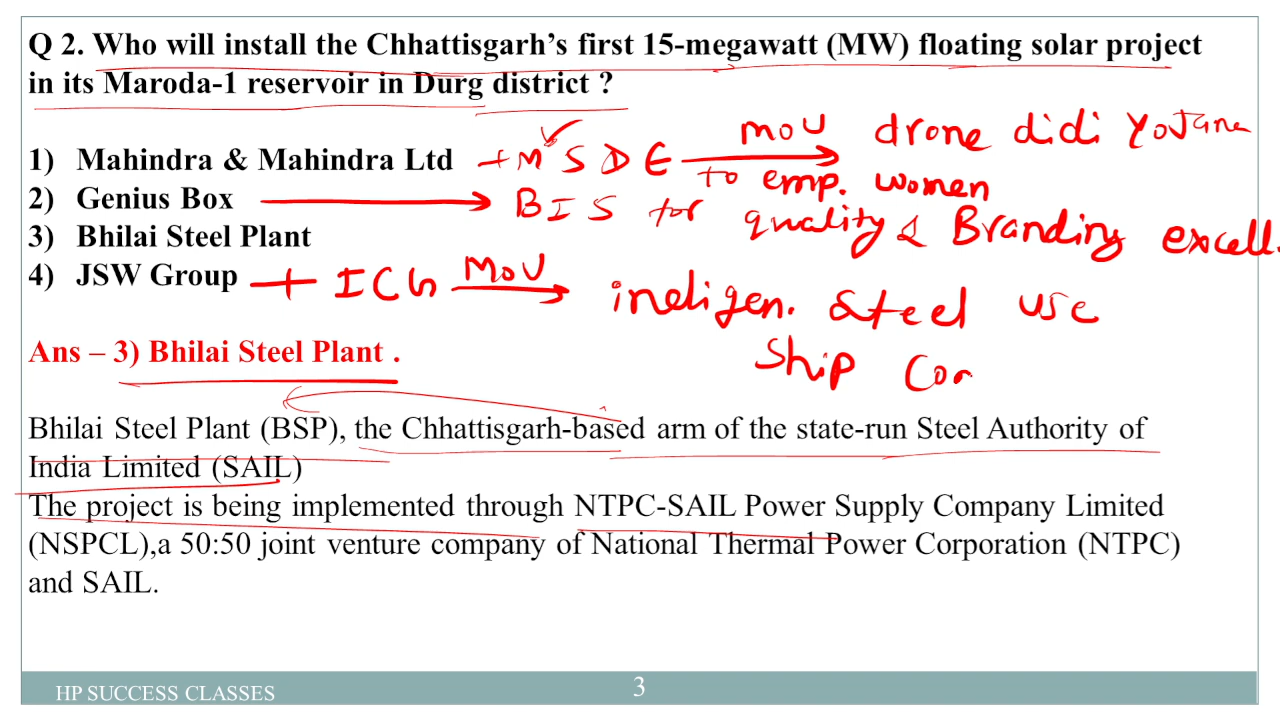 Q 2. Who will install the Chhattisgarh’s first 15-megawatt (MW) floating solar project
in its Maroda-1 reservoir in Durg district ?
1) Mahindra & Mahindra Ltd + MSDE MoU drone didi Yojana
to emp. women
2) Genius Box BIS for quality & Branding excell.
3) Bhilai Steel Plant
4) JSW Group + ICG MoU indigen. Steel use
Ship
Ans – 3) Bhilai Steel Plant .
Bhilai Steel Plant (BSP), the Chhattisgarh-based arm of the state-run Steel Authority of
India Limited (SAIL)
The project is being implemented through NTPC-SAIL Power Supply Company Limited
(NSPCL),a 50:50 joint venture company of National Thermal Power Corporation (NTPC)
and SAIL.
HP SUCCESS CLASSES 3